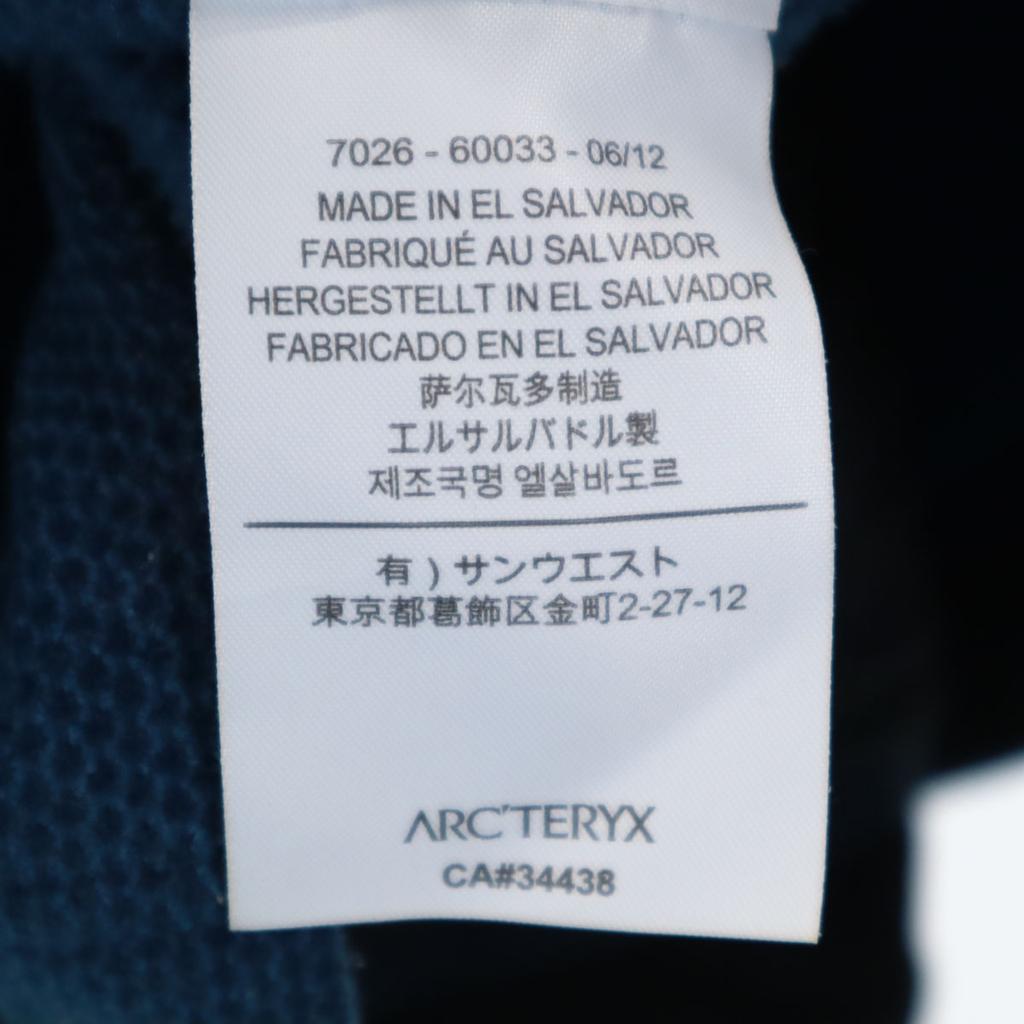 7026 - 60033 - 06/12
MADE IN EL SALVADOR
FABRIQUÉ AU SALVADOR
HERGESTELLT IN EL SALVADOR
FABRICADO EN EL SALVADOR
萨尔瓦多制造
エルサルバドル製
제조국명 엘살바도르
有）サンウエスト
東京都葛飾区金町2-27-12
ARC'TERYX
CA#34438